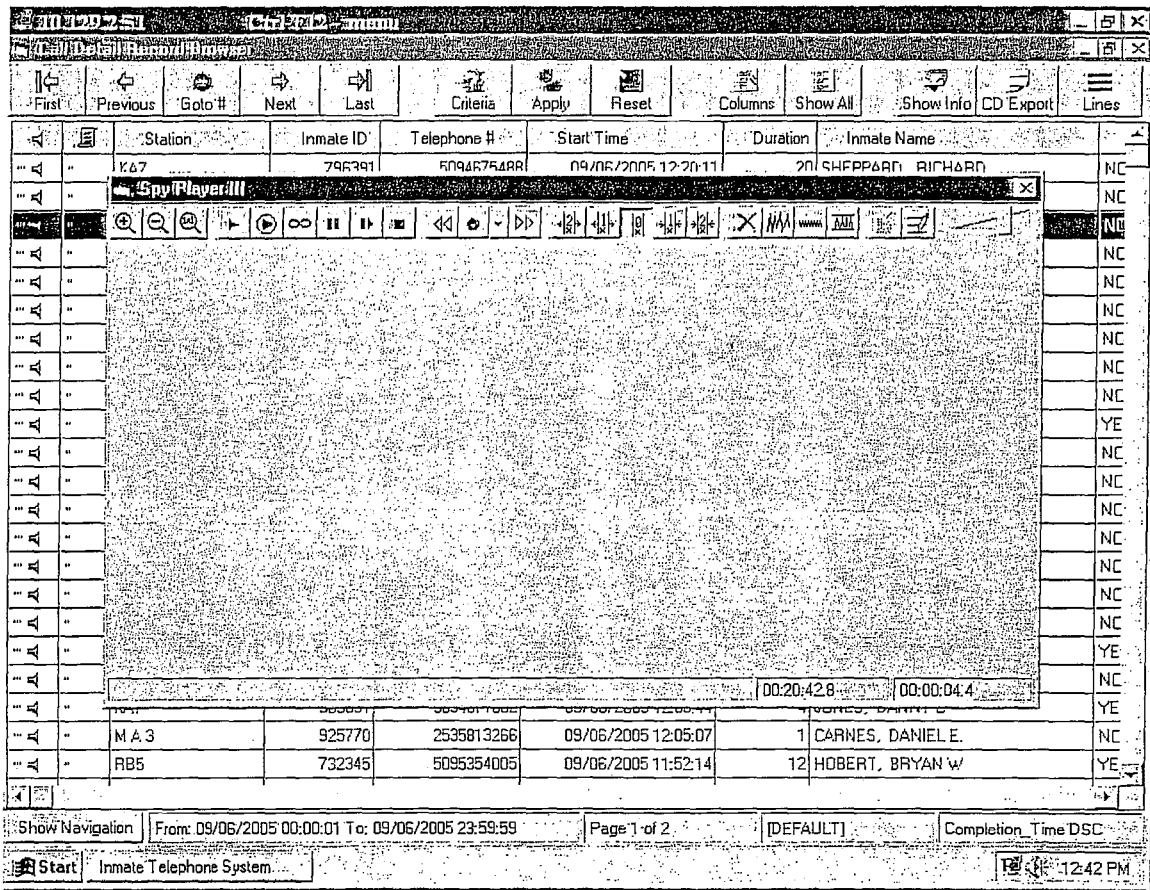 Call Detail Record Browser
First Previous Goto # Next Last Criteria Apply Reset Columns Show All Show Info CD Export Lines
Station Inmate ID Telephone # Start Time Duration Inmate Name
KA7 796391 5094675488 09/06/2005 12:20:11 20 SHEPPARD, RICHARD NC
Spy Player III NC
NC
NC
NC
NC
NC
NC
NC
YE
NC
NC
NC
NC
NC
NC
NC
YE
00:20:42.8 00:00:04.4 NC
YE
M A 3 925770 2535813266 09/06/2005 12:05:07 1 CARNES, DANIEL E. NC
RB5 732345 5095354005 09/06/2005 11:52:14 12 HOBERT, BRYAN W YE
Show Navigation From: 09/06/2005 00:00:01 To: 09/06/2005 23:59:59 Page 1 of 2 [DEFAULT] Completion_Time DSC
Start Inmate Telephone System... 12:42 PM